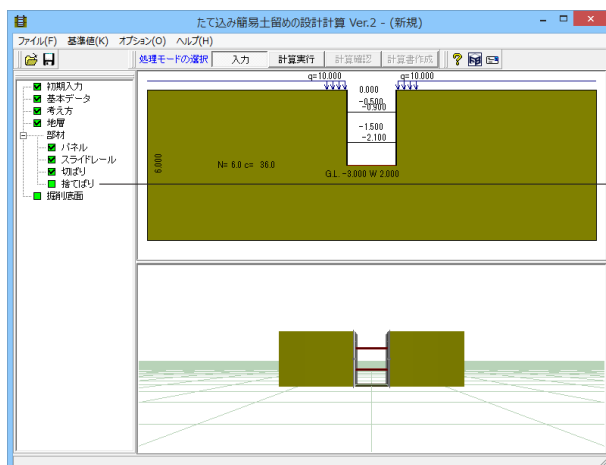 たて込み簡易土留めの設計計算 Ver.2 - (新規)
ファイル(F) 基準値(K) オプション(O) ヘルプ(H)
処理モードの選択 入力 計算実行 計算確認 計算書作成
初期入力
基本データ
考え方
地層
部材
パネル
スライドレール
切ばり
捨てばり
掘削底面
q=10.000 q=10.000
0.000
-0.500
-0.900
-1.500
-2.100
6.000
N= 6.0 c= 36.0
G.L. -3.000 W 2.000